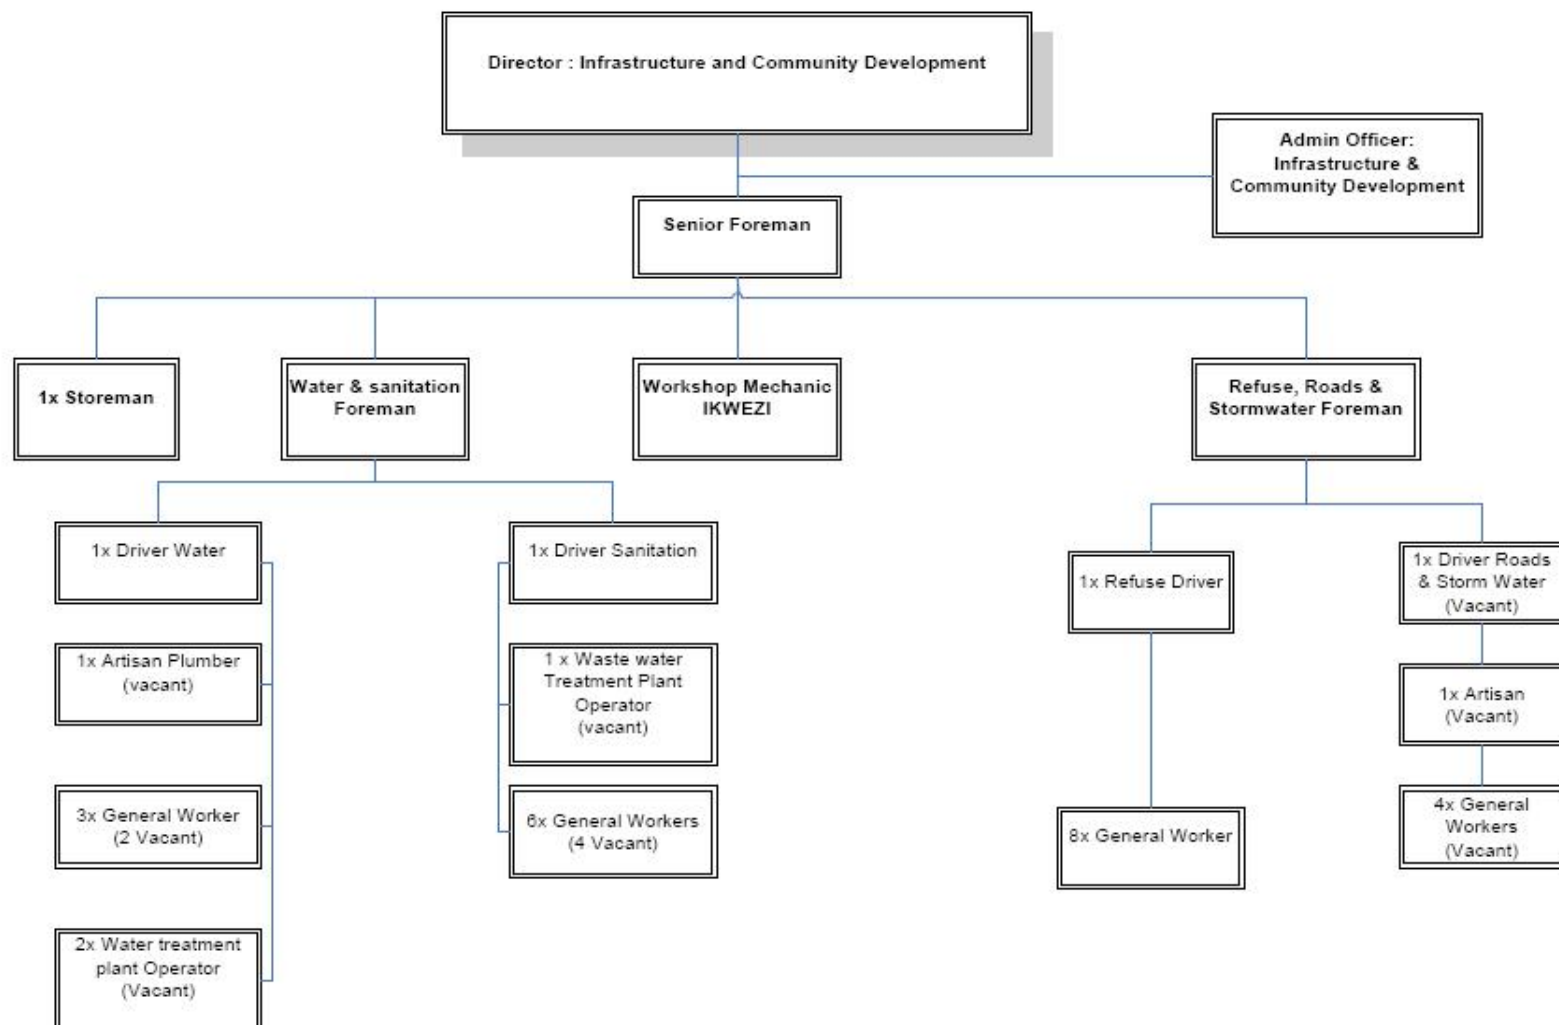 Director : Infrastructure and Community Development
Admin Officer:
Infrastructure &
Community Development
Senior Foreman
1x Storeman
Water & sanitation
Foreman
Workshop Mechanic
IKWEZI
Refuse, Roads &
Stormwater Foreman
1x Driver Water
1x Artisan Plumber
(vacant)
3x General Worker
(2 Vacant)
2x Water treatment
plant Operator
(Vacant)
1x Driver Sanitation
1 x Waste water
Treatment Plant
Operator
(vacant)
6x General Workers
(4 Vacant)
1x Refuse Driver
8x General Worker
1x Driver Roads
& Storm Water
(Vacant)
1x Artisan
(Vacant)
4x General
Workers
(Vacant)